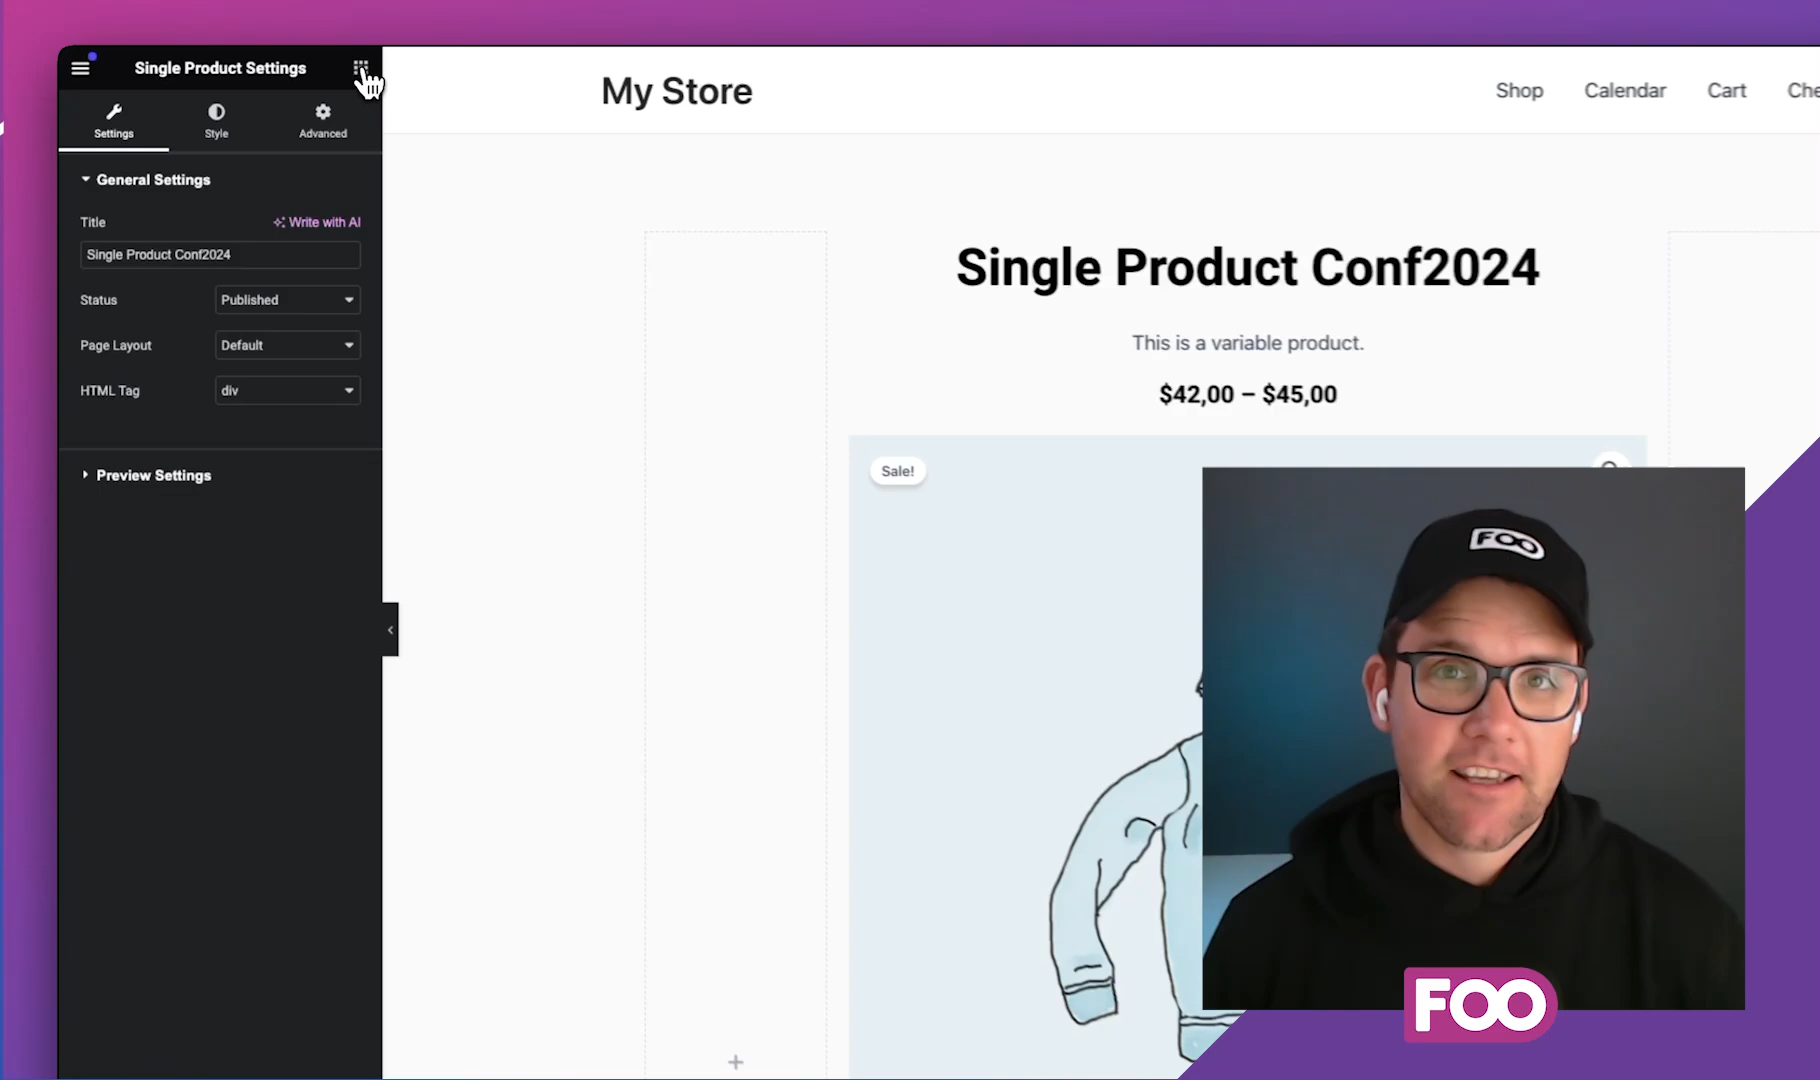 Single Product Settings
Settings
Style
Advanced
General Settings
Title
Write with AI
Single Product Conf2024
Status
Published
Page Layout
Default
HTML Tag
div
Preview Settings
My Store
Shop
Calendar
Cart
Che
Single Product Conf2024
This is a variable product.
$42,00 – $45,00
Sale!
FOO
FOO